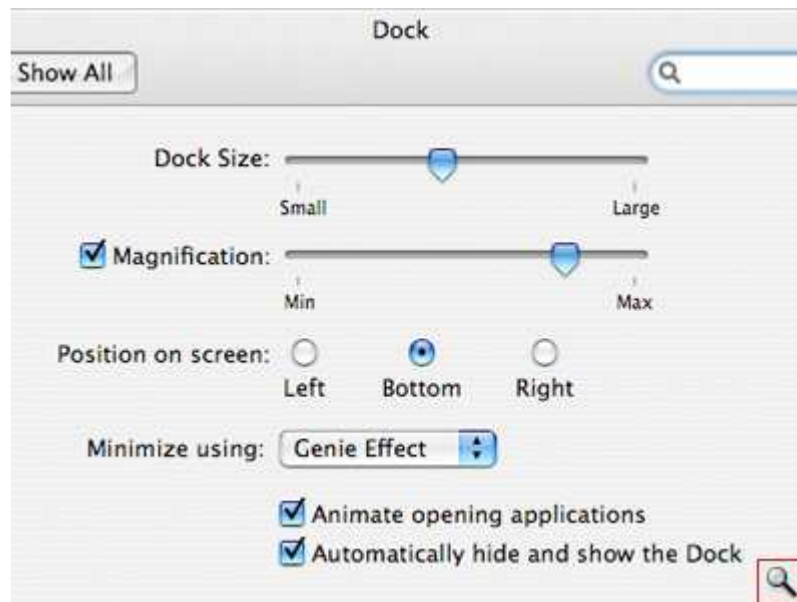 Dock
Show All
Dock Size:
Small Large
Magnification:
Min Max
Position on screen:
Left Bottom Right
Minimize using: Genie Effect
Animate opening applications
Automatically hide and show the Dock